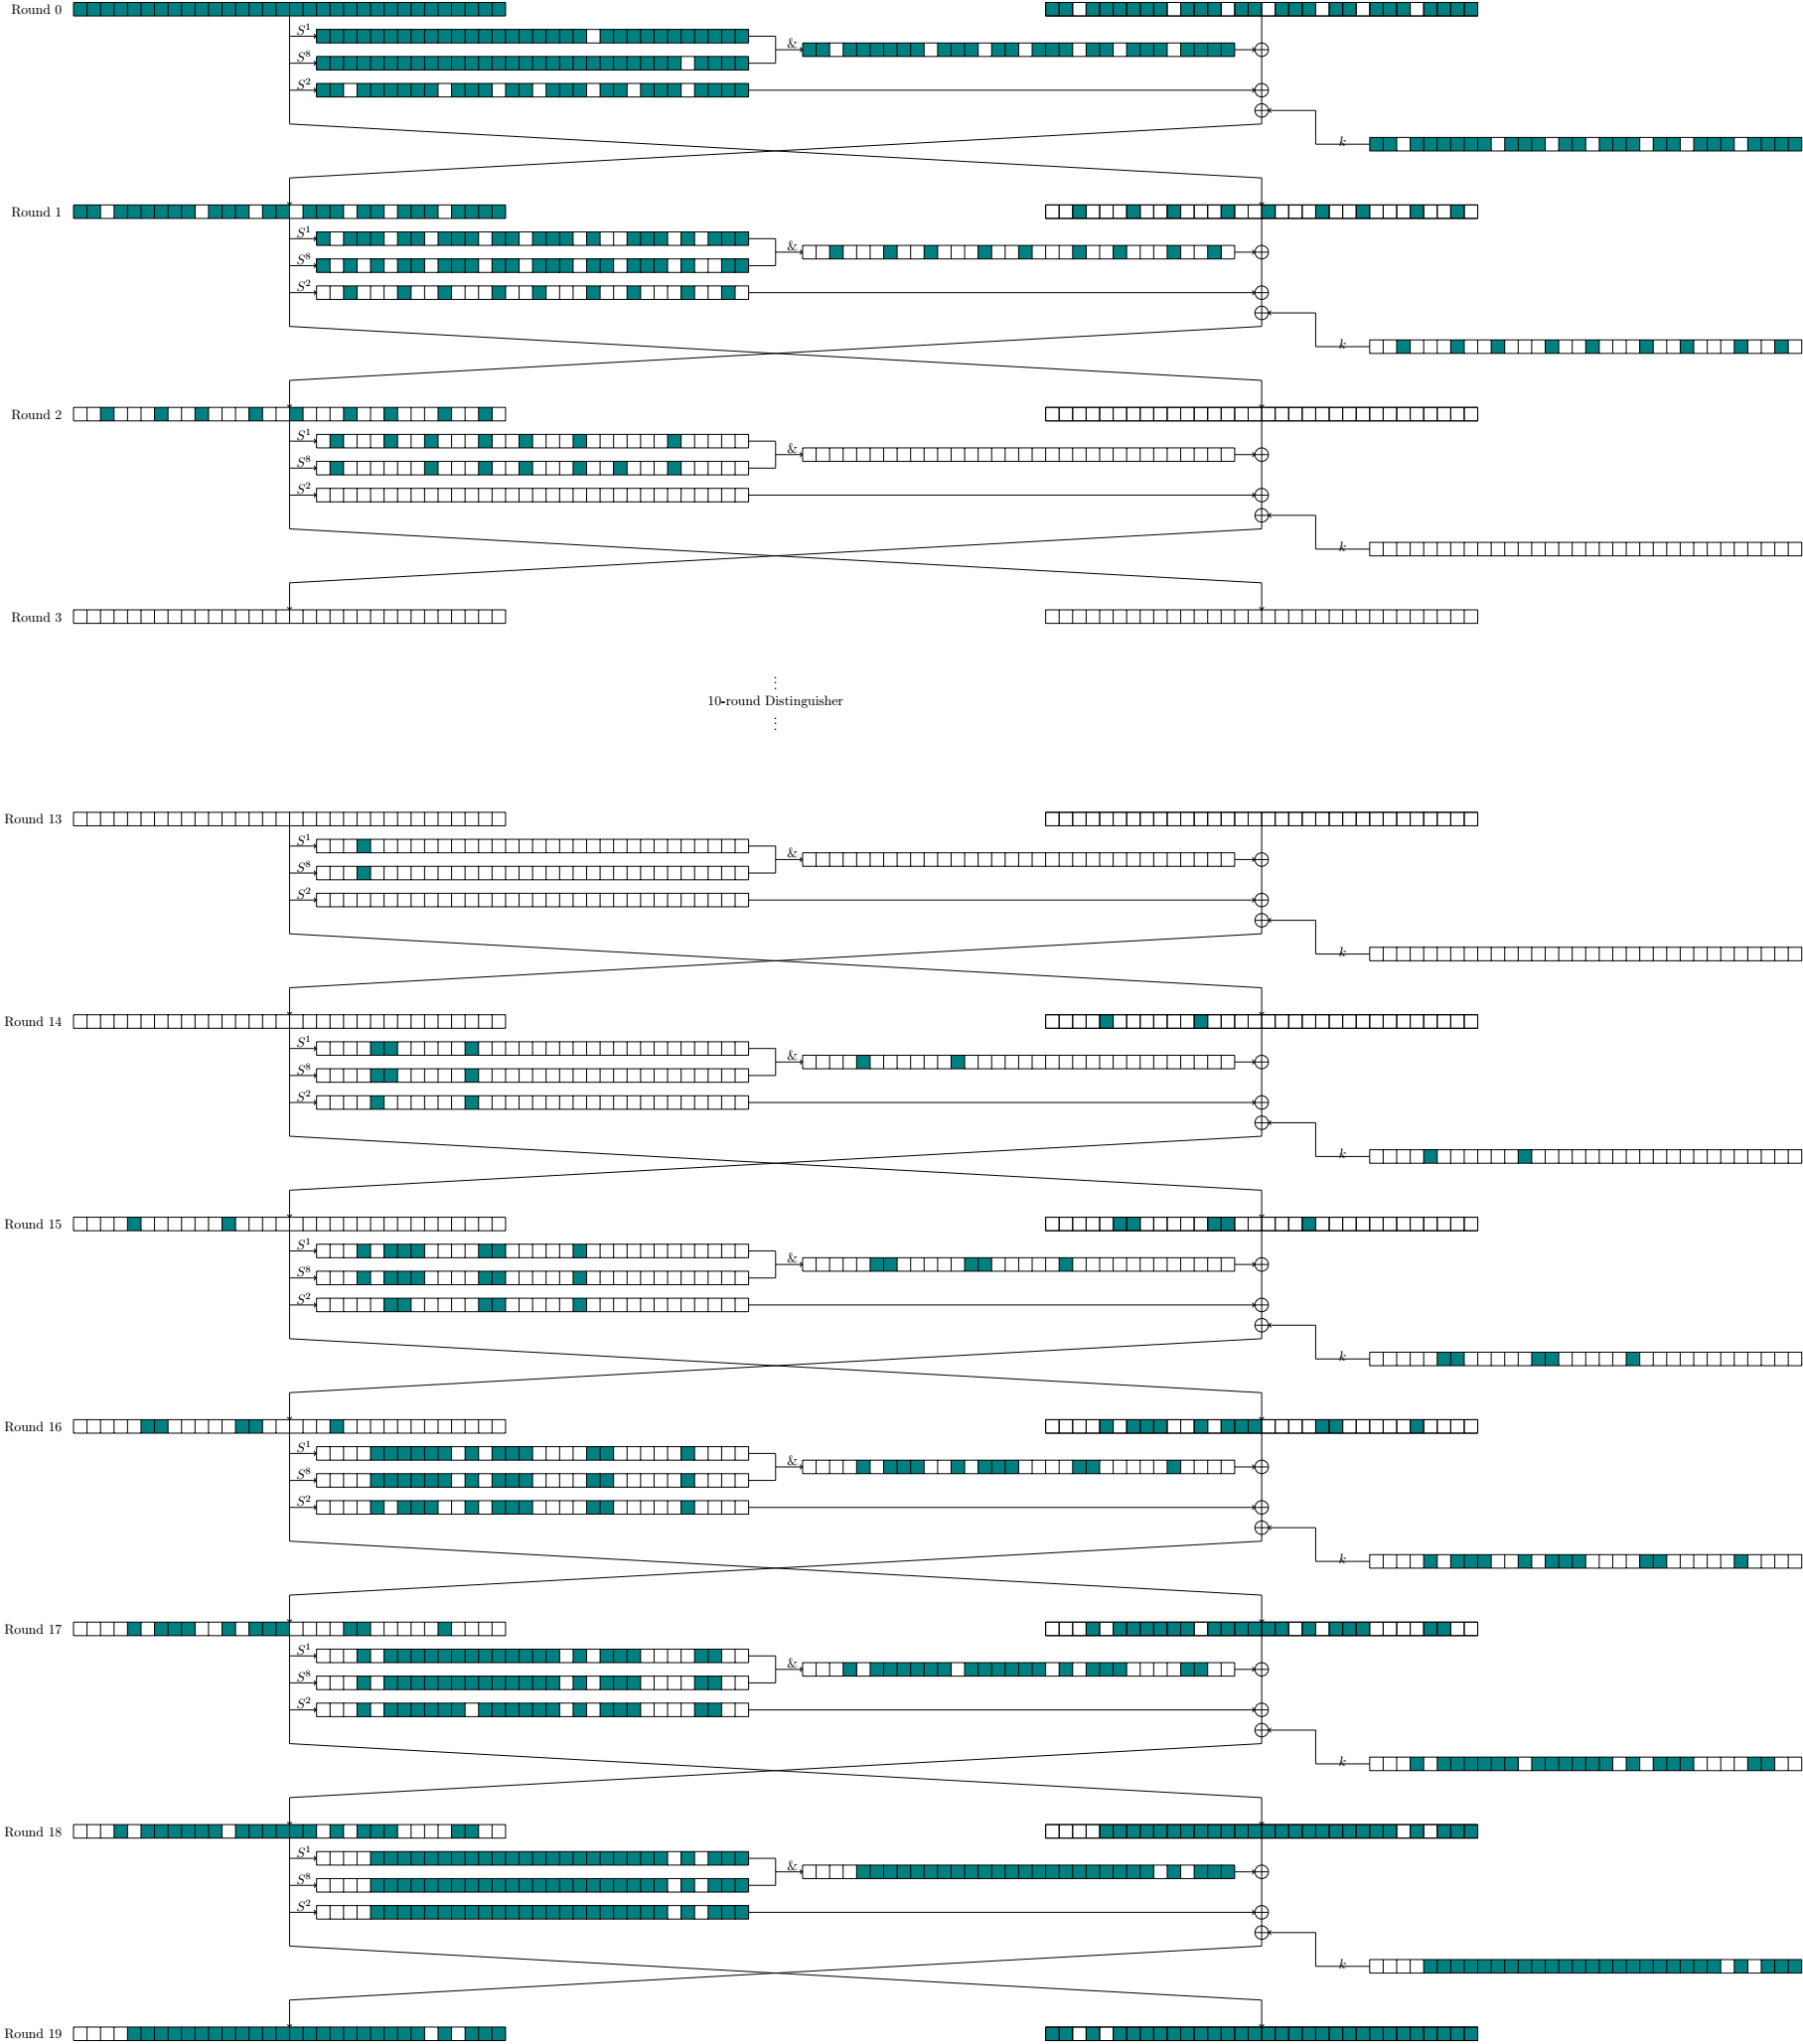 Round 0
S¹
&
S⁸
S²
k
Round 1
S¹
&
S⁸
S²
k
Round 2
S¹
&
S⁸
S²
k
Round 3
⋮
10-round Distinguisher
⋮
Round 13
S¹
&
S⁸
S²
k
Round 14
S¹
&
S⁸
S²
k
Round 15
S¹
&
S⁸
S²
k
Round 16
S¹
&
S⁸
S²
k
Round 17
S¹
&
S⁸
S²
k
Round 18
S¹
&
S⁸
S²
k
Round 19